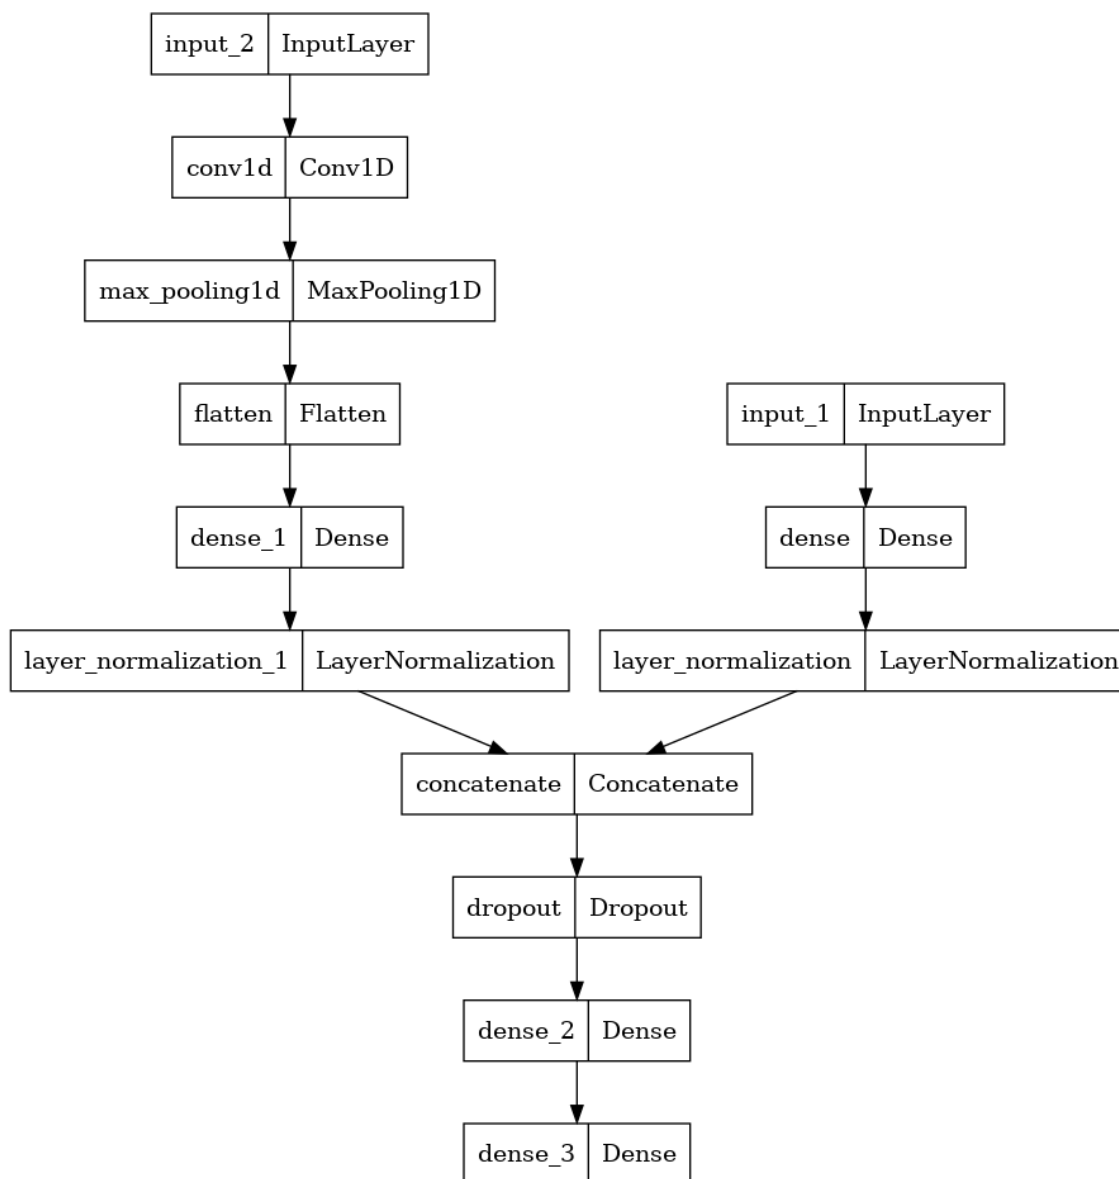 input_2 InputLayer
conv1d Conv1D
max_pooling1d MaxPooling1D
flatten Flatten
input_1 InputLayer
dense_1 Dense
dense Dense
layer_normalization_1 LayerNormalization
layer_normalization LayerNormalization
concatenate Concatenate
dropout Dropout
dense_2 Dense
dense_3 Dense